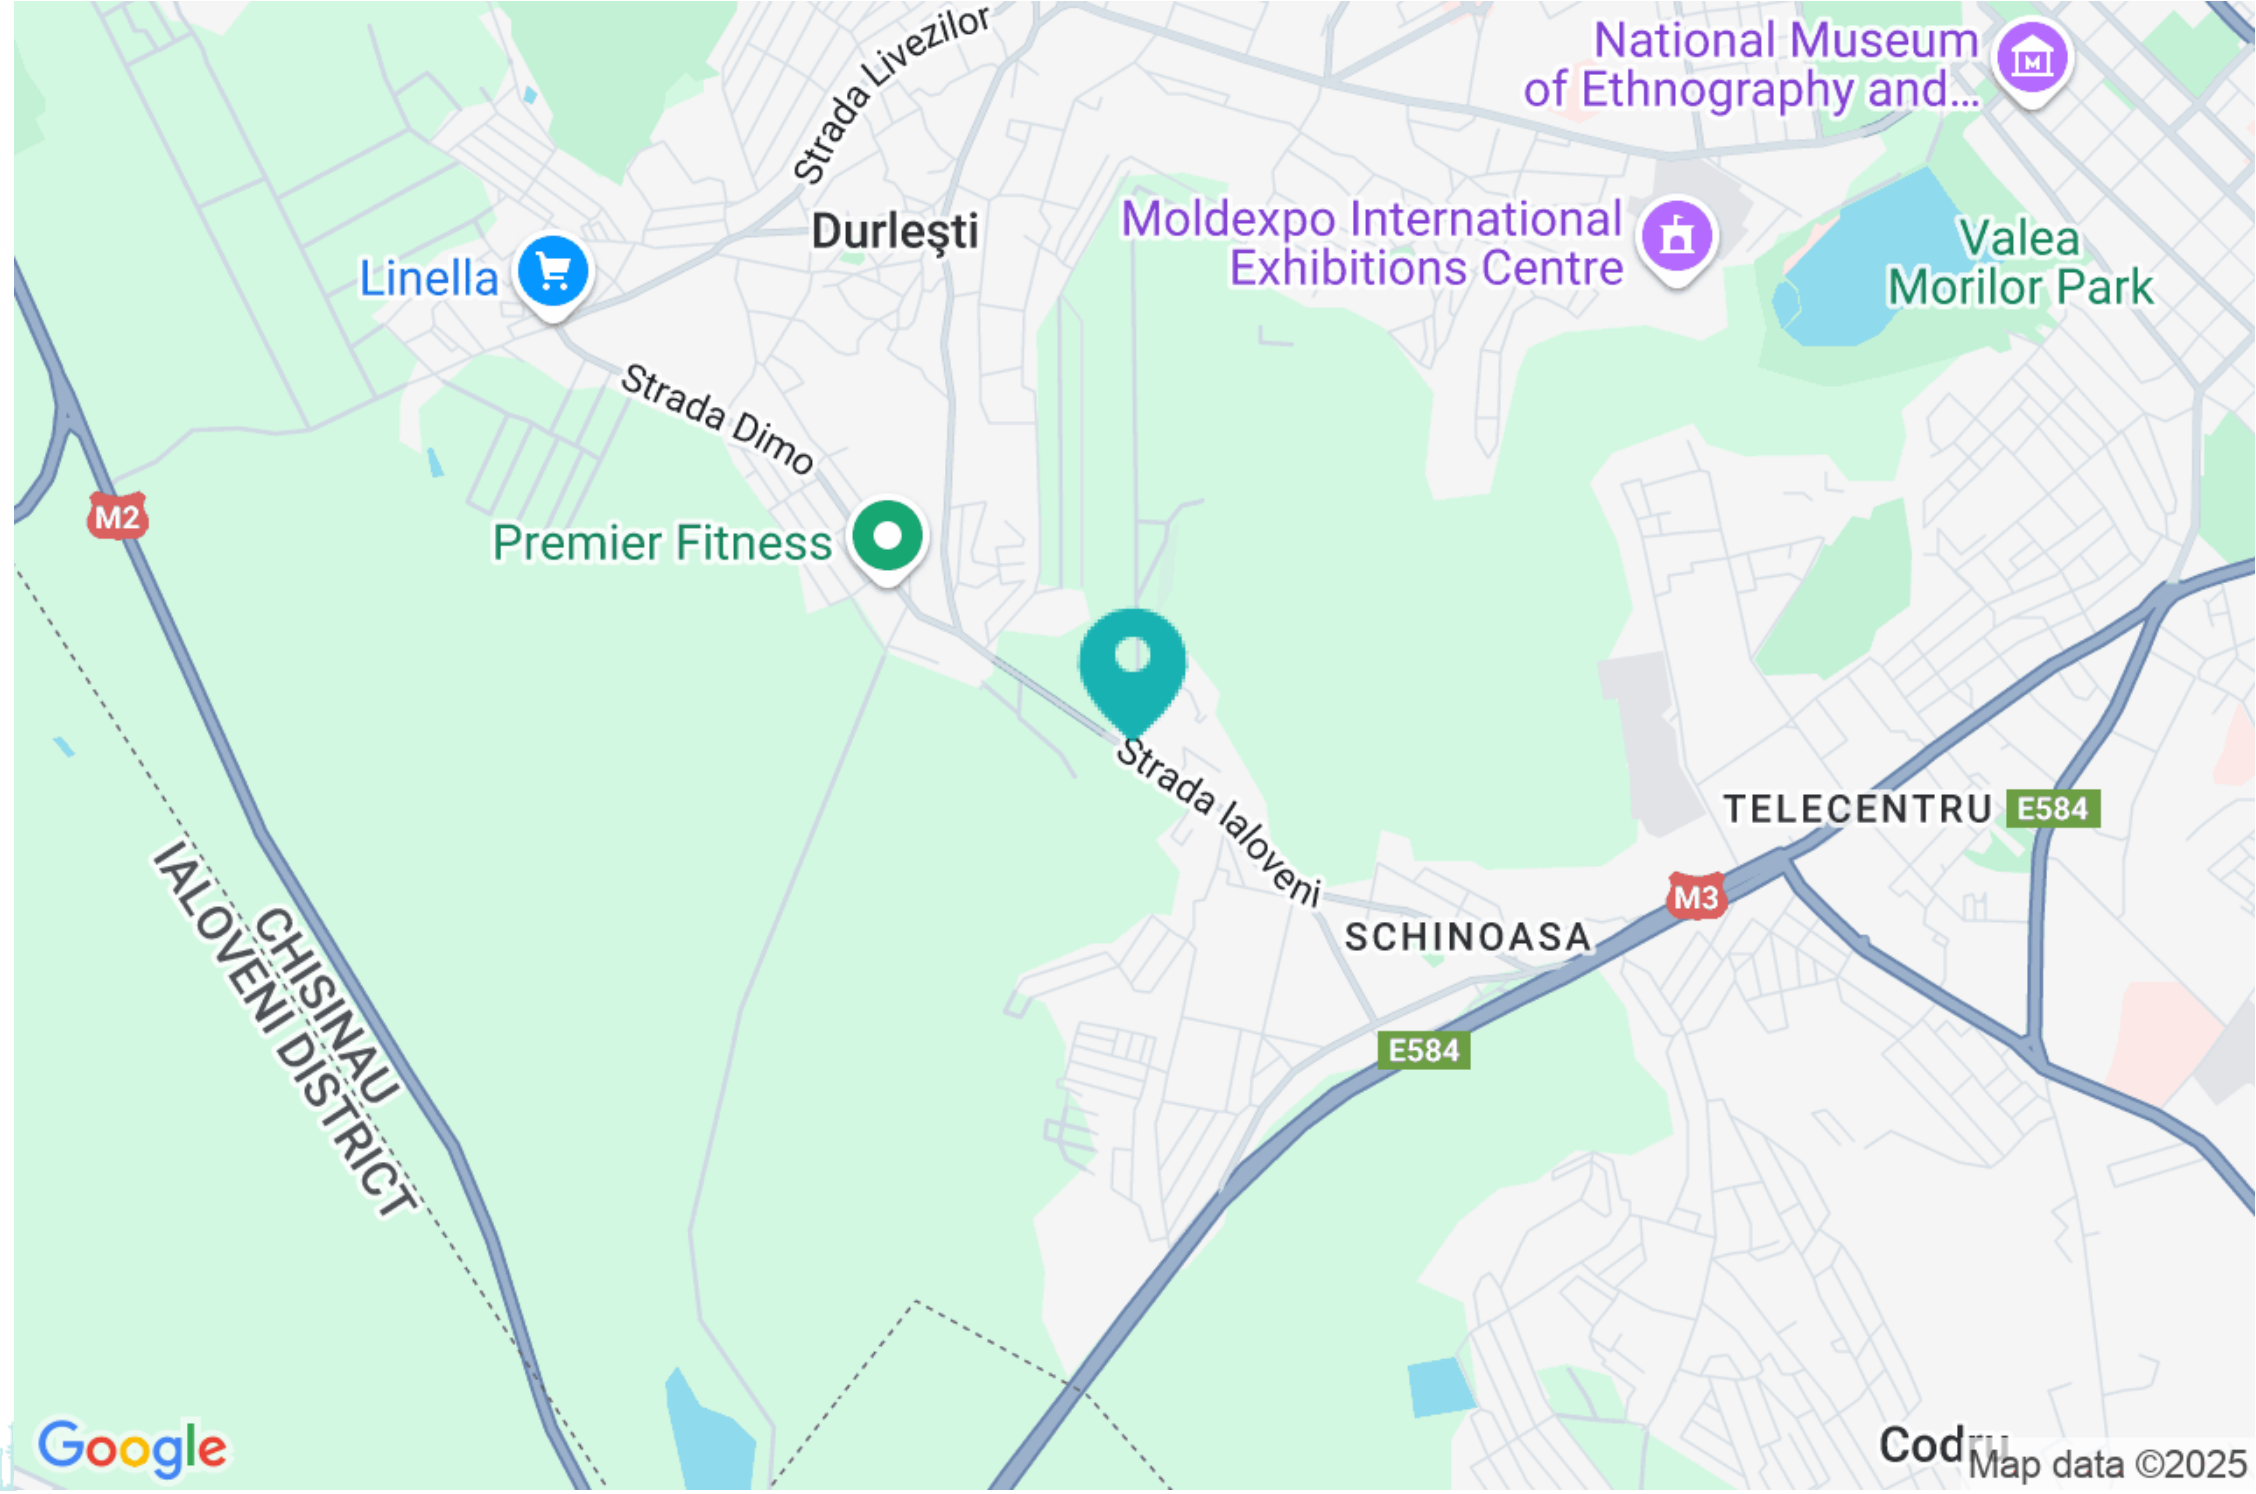 Strada Livezilor
National Museum
of Ethnography and...
Durleşti
Moldexpo International
Exhibitions Centre
Valea
Morilor Park
Linella
Strada Dimo
M2
Premier Fitness
Strada Ialoveni
TELECENTRU
E584
M3
SCHINOASA
CHISINAU
IALOVENI DISTRICT
E584
Google
Codru
Map data ©2025